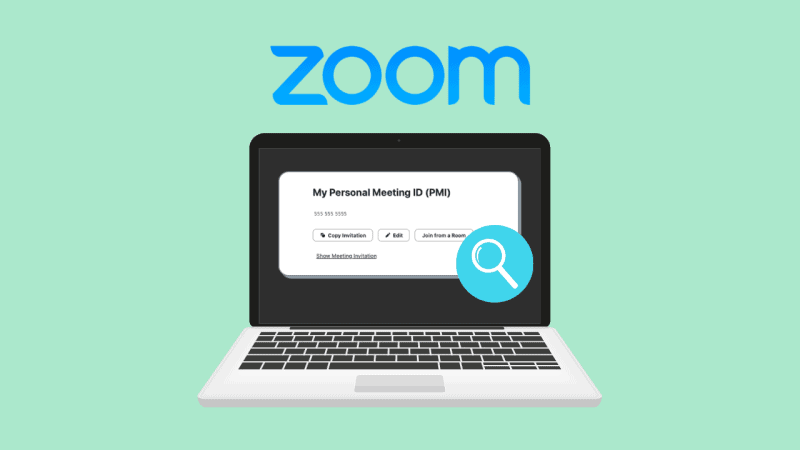 zoom
My Personal Meeting ID (PMI)
555 555 5555
Copy Invitation Edit Join from a Room
Show Meeting Invitation